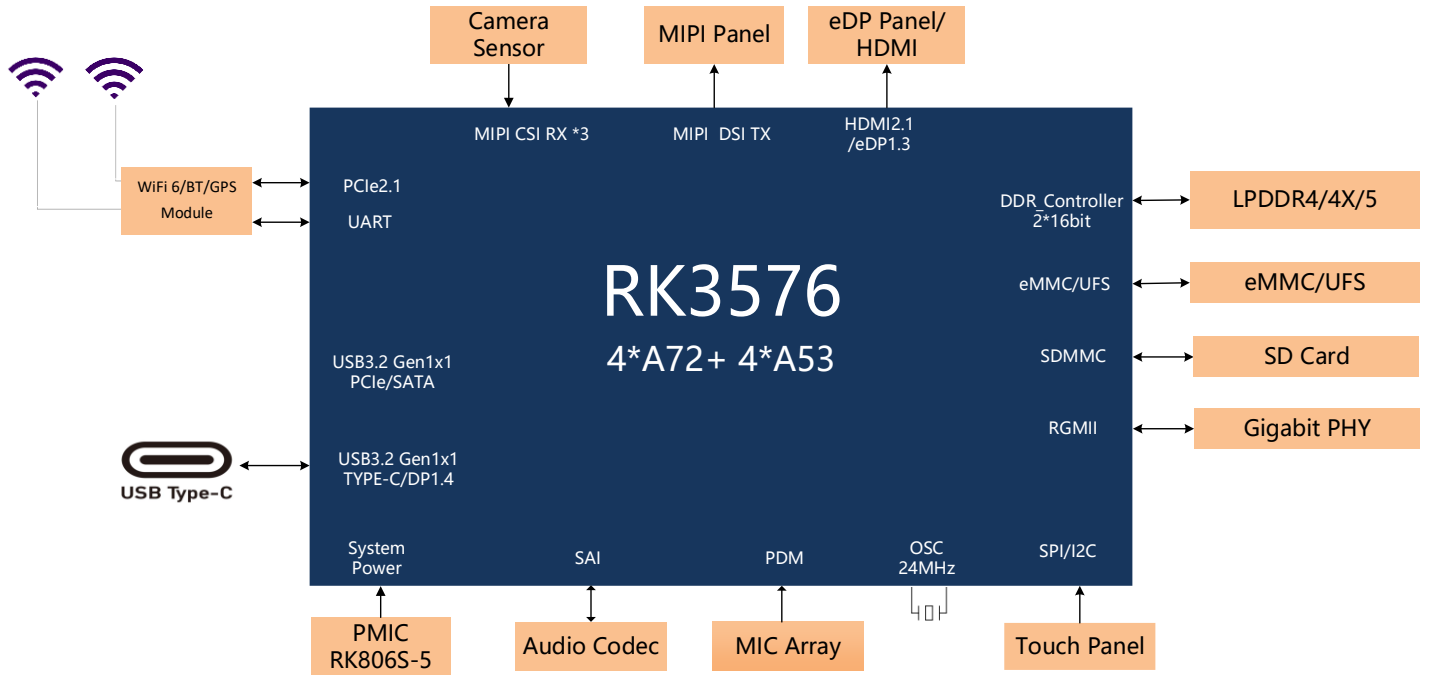 Camera
Sensor
MIPI Panel
eDP Panel/
HDMI
MIPI CSI RX *3
MIPI DSI TX
HDMI2.1
/eDP1.3
WiFi 6/BT/GPS
Module
PCIe2.1
UART
DDR_Controller
2*16bit
LPDDR4/4X/5
RK3576
4*A72+ 4*A53
eMMC/UFS
eMMC/UFS
SDMMC
SD Card
USB3.2 Gen1x1
PCIe/SATA
RGMII
Gigabit PHY
USB Type-C
USB3.2 Gen1x1
TYPE-C/DP1.4
System
Power
SAI
PDM
OSC
24MHz
SPI/I2C
PMIC
RK806S-5
Audio Codec
MIC Array
Touch Panel